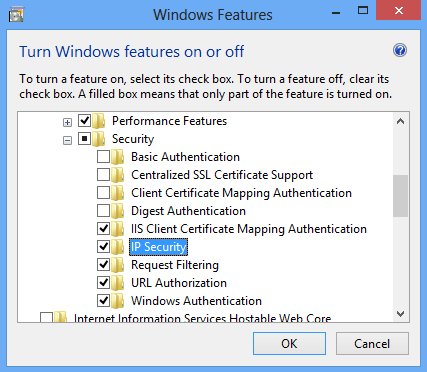 Windows Features
Turn Windows features on or off
To turn a feature on, select its check box. To turn a feature off, clear its
check box. A filled box means that only part of the feature is turned on.
Performance Features
Security
Basic Authentication
Centralized SSL Certificate Support
Client Certificate Mapping Authentication
Digest Authentication
IIS Client Certificate Mapping Authentication
IP Security
Request Filtering
URL Authorization
Windows Authentication
Internet Information Services Hostable Web Core
OK Cancel